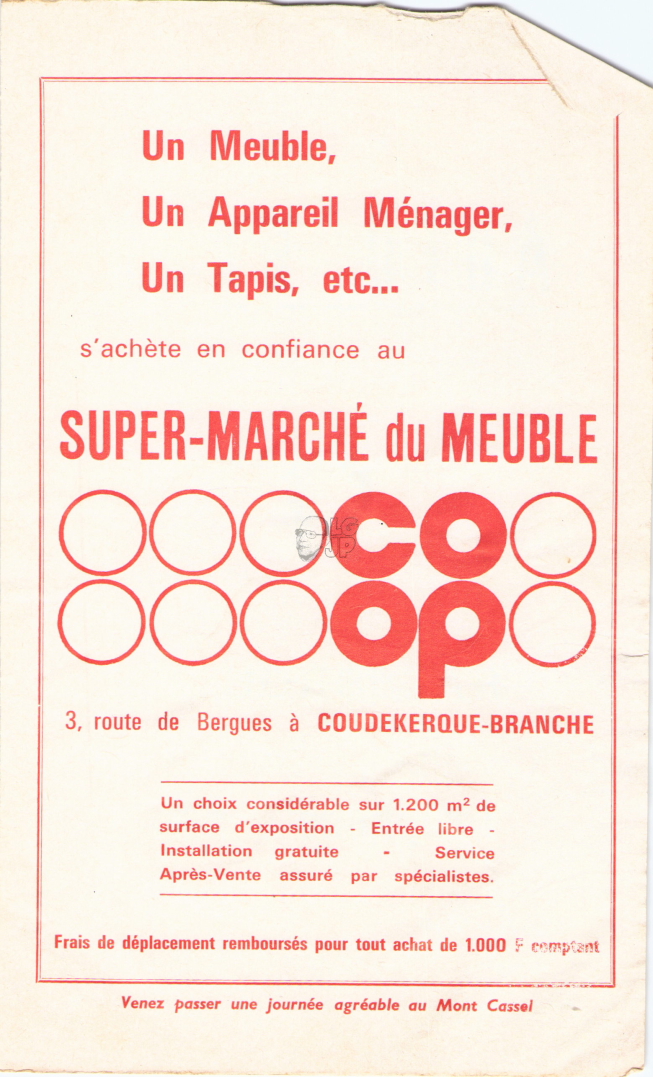 Un Meuble,
Un Appareil Ménager,
Un Tapis, etc...
s'achète en confiance au
SUPER-MARCHÉ du MEUBLE
co
op
LG
JP
3, route de Bergues à COUDEKERQUE-BRANCHE
Un choix considérable sur 1.200 m² de
surface d'exposition - Entrée libre -
Installation gratuite - Service
Après-Vente assuré par spécialistes.
Frais de déplacement remboursés pour tout achat de 1.000 F comptant
Venez passer une journée agréable au Mont Cassel